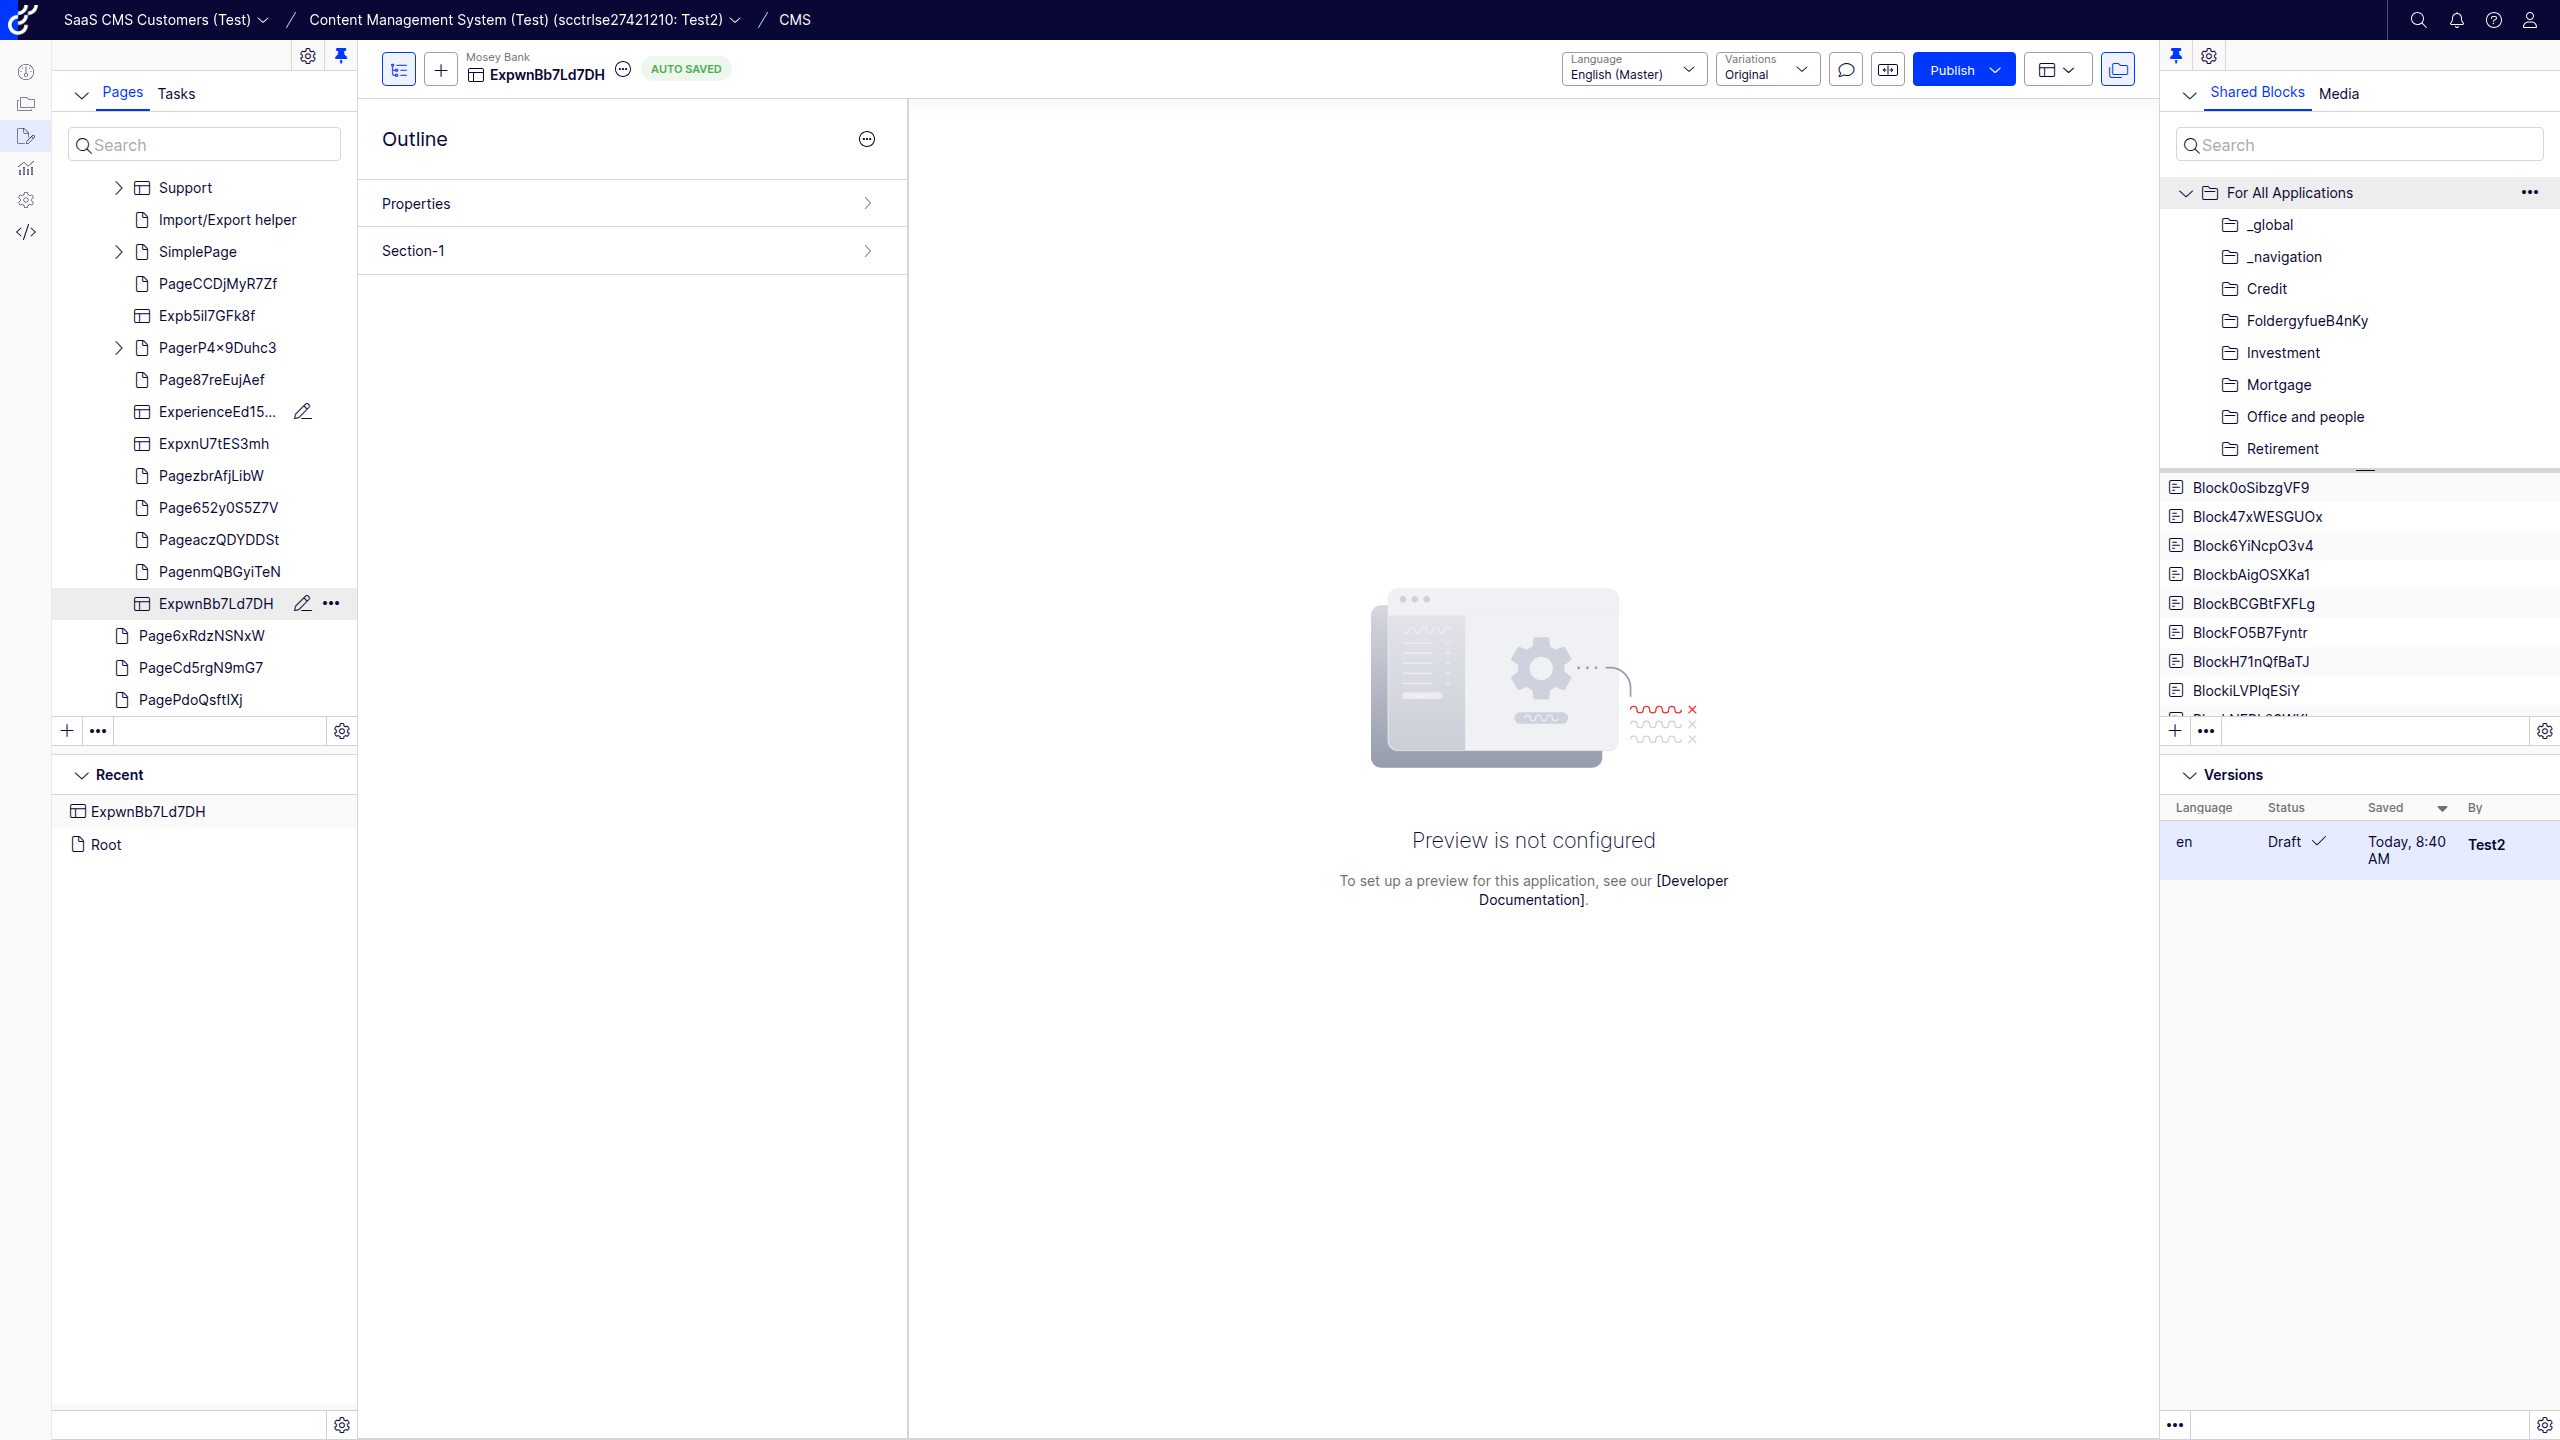 SaaS CMS Customers (Test) / Content Management System (Test) (scctrlse27421210: Test2) / CMS
Pages Tasks
Search
Support
Import/Export helper
SimplePage
PageCCDjMyR7Zf
Expb5il7GFk8f
PagerP4x9Duhc3
Page87reEujAef
ExperienceEd15...
ExpxnU7tES3mh
PagezbrAfjLibW
Page652y0S5Z7V
PageaczQDYDDSt
PagenmQBGyiTeN
ExpwnBb7Ld7DH
Page6xRdzNSNxW
PageCd5rgN9mG7
PagePdoQsftIXj
Recent
ExpwnBb7Ld7DH
Root
Mosey Bank
ExpwnBb7Ld7DH
AUTO SAVED
Language
English (Master)
Variations
Original
Publish
Outline
Properties
Section-1
Preview is not configured
To set up a preview for this application, see our [Developer
Documentation].
Shared Blocks Media
Search
For All Applications
_global
_navigation
Credit
FoldergyfueB4nKy
Investment
Mortgage
Office and people
Retirement
Block0oSibzgVF9
Block47xWESGUOx
Block6YiNcpO3v4
BlockbAigOSXKa1
BlockBCGBtFXFLg
BlockFO5B7Fyntr
BlockH71nQfBaTJ
BlockiLVPlqESiY
Versions
Language Status Saved By
en Draft Today, 8:40 Test2
AM